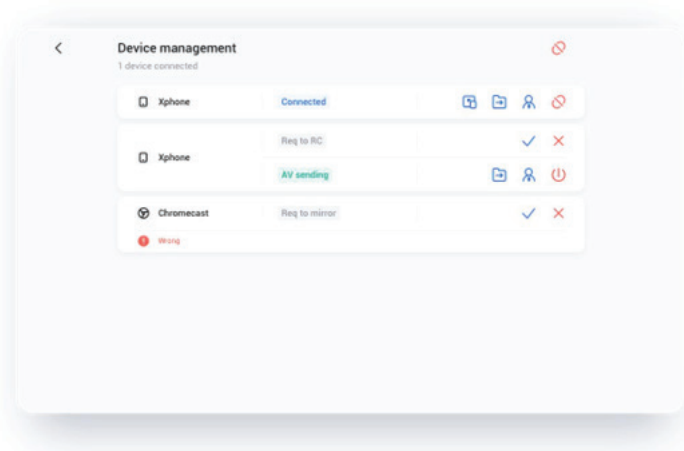 Device management
1 device connected
Xphone Connected
Req to RC
Xphone
AV sending
Chromecast Req to mirror
Wrong